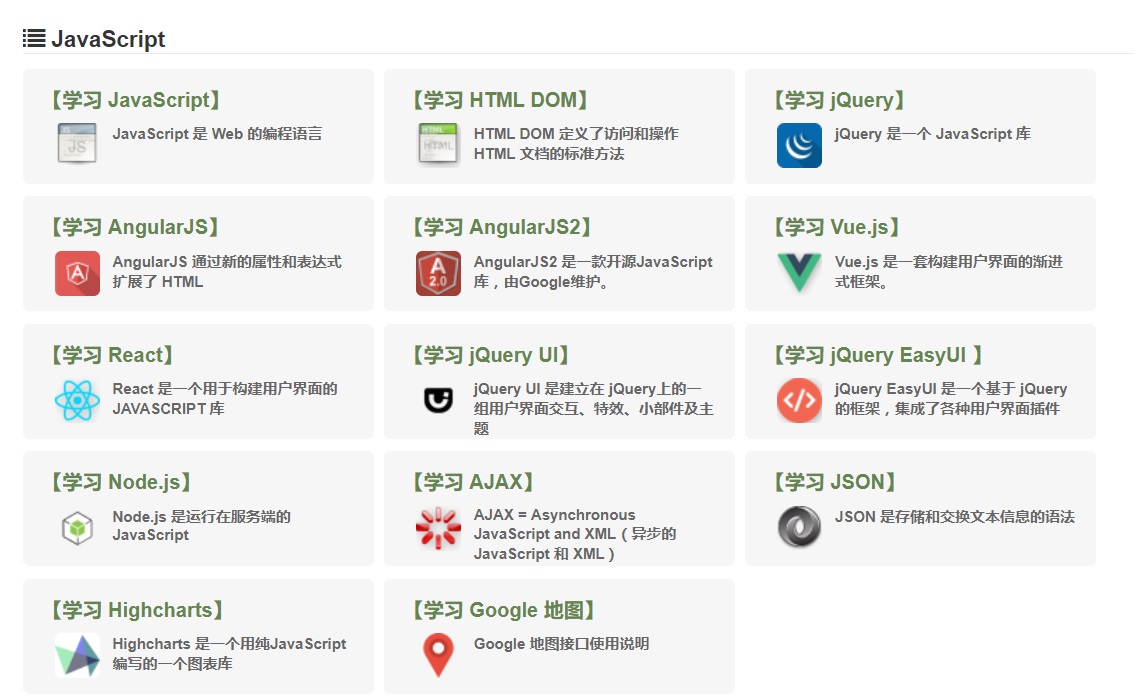 JavaScript
【学习 JavaScript】
JS
JS
JavaScript 是 Web 的编程语言
【学习 HTML DOM】
HTML
HTML
HTML DOM 定义了访问和操作
HTML 文档的标准方法
【学习 jQuery】
jQuery 是一个 JavaScript 库
【学习 AngularJS】
A
AngularJS 通过新的属性和表达式
扩展了 HTML
【学习 AngularJS2】
A
2.0
AngularJS2 是一款开源JavaScript
库，由Google维护。
【学习 Vue.js】
Vue.js 是一套构建用户界面的渐进
式框架。
【学习 React】
React 是一个用于构建用户界面的
JAVASCRIPT 库
【学习 jQuery UI】
jQuery UI 是建立在 jQuery上的一
组用户界面交互、特效、小部件及主
题
【学习 jQuery EasyUI 】
</>
jQuery EasyUI 是一个基于 jQuery
的框架，集成了各种用户界面插件
【学习 Node.js】
Node.js 是运行在服务端的
JavaScript
【学习 AJAX】
AJAX = Asynchronous
JavaScript and XML（异步的
JavaScript 和 XML）
【学习 JSON】
JSON 是存储和交换文本信息的语法
【学习 Highcharts】
Highcharts 是一个用纯JavaScript
编写的一个图表库
【学习 Google 地图】
Google 地图接口使用说明